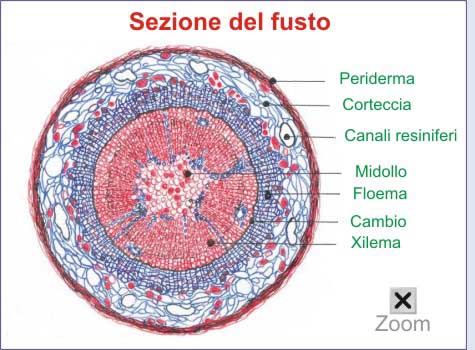 Sezione del fusto
Periderma
Corteccia
Canali resiniferi
Midollo
Floema
Cambio
Xilema
Zoom